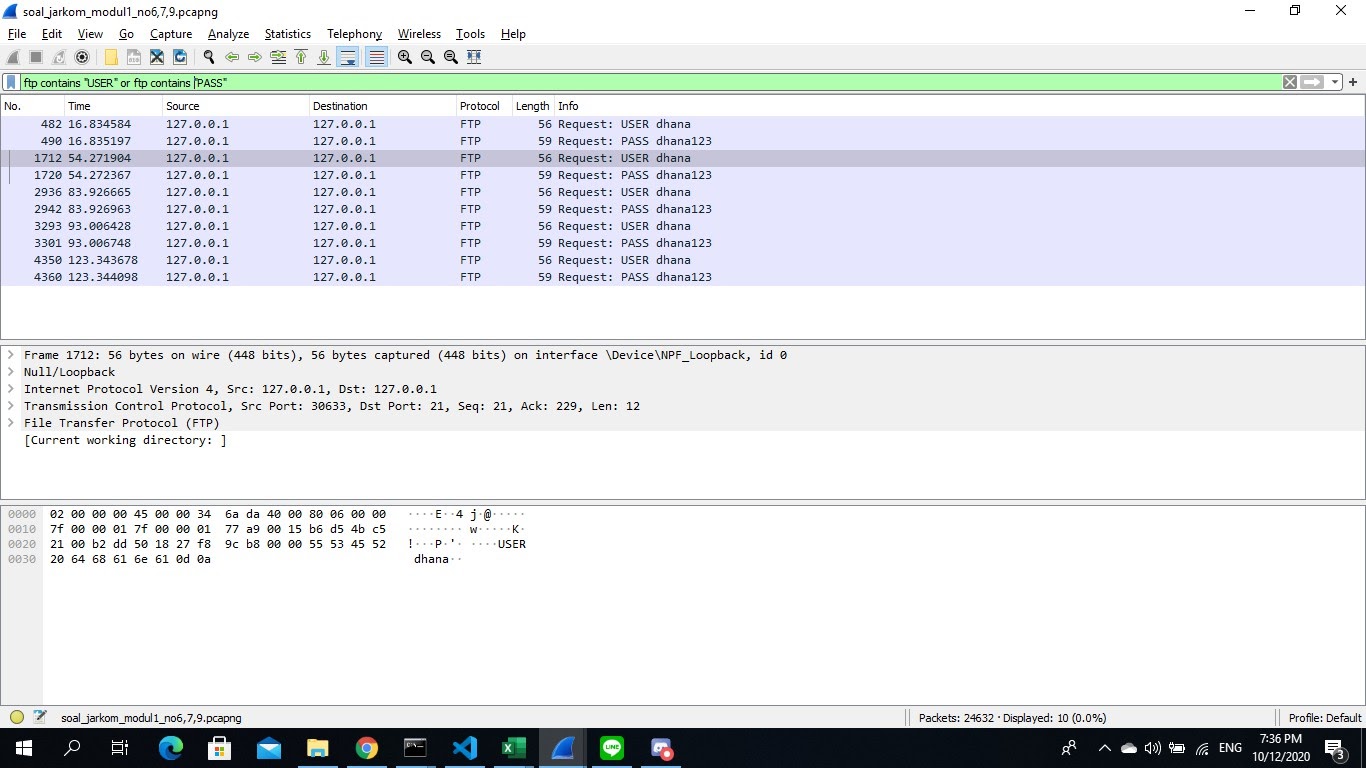 soal_jarkom_modul1_no6,7,9.pcapng
File Edit View Go Capture Analyze Statistics Telephony Wireless Tools Help
ftp contains "USER" or ftp contains "PASS"
No. Time Source Destination Protocol Length Info
482 16.834584 127.0.0.1 127.0.0.1 FTP 56 Request: USER dhana
490 16.835197 127.0.0.1 127.0.0.1 FTP 59 Request: PASS dhana123
1712 54.271904 127.0.0.1 127.0.0.1 FTP 56 Request: USER dhana
1720 54.272367 127.0.0.1 127.0.0.1 FTP 59 Request: PASS dhana123
2936 83.926665 127.0.0.1 127.0.0.1 FTP 56 Request: USER dhana
2942 83.926963 127.0.0.1 127.0.0.1 FTP 59 Request: PASS dhana123
3293 93.006428 127.0.0.1 127.0.0.1 FTP 56 Request: USER dhana
3301 93.006748 127.0.0.1 127.0.0.1 FTP 59 Request: PASS dhana123
4350 123.343678 127.0.0.1 127.0.0.1 FTP 56 Request: USER dhana
4360 123.344098 127.0.0.1 127.0.0.1 FTP 59 Request: PASS dhana123
Frame 1712: 56 bytes on wire (448 bits), 56 bytes captured (448 bits) on interface \Device\NPF_Loopback, id 0
Null/Loopback
Internet Protocol Version 4, Src: 127.0.0.1, Dst: 127.0.0.1
Transmission Control Protocol, Src Port: 30633, Dst Port: 21, Seq: 21, Ack: 229, Len: 12
File Transfer Protocol (FTP)
[Current working directory: ]
0000 02 00 00 00 45 00 00 34 6a da 40 00 80 06 00 00 ····E··4 j·@·····
0010 7f 00 00 01 7f 00 00 01 77 a9 00 15 b6 d5 4b c5 ········ w·····K·
0020 21 00 b2 dd 50 18 27 f8 9c b8 00 00 55 53 45 52 !···P·'· ····USER
0030 20 64 68 61 6e 61 0d 0a dhana··
soal_jarkom_modul1_no6,7,9.pcapng Packets: 24632 · Displayed: 10 (0.0%) Profile: Default
LINE ENG 7:36 PM
10/12/2020 3